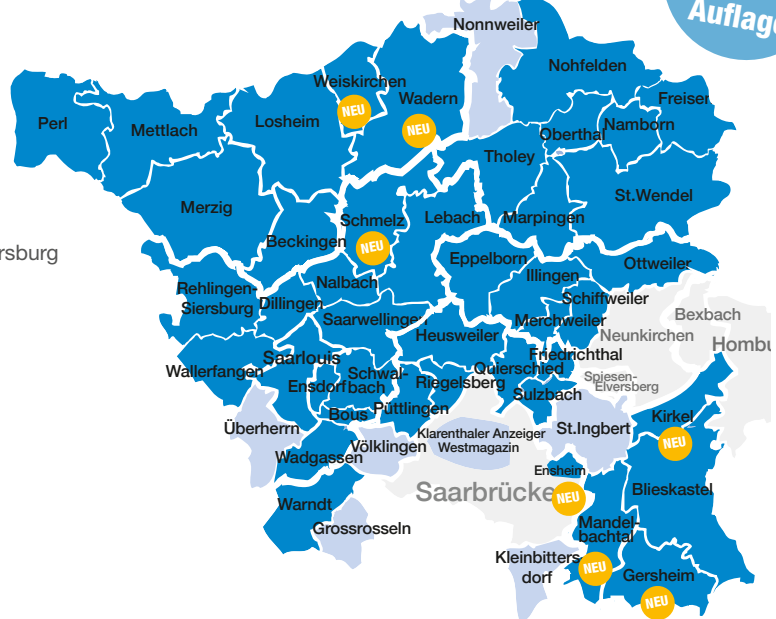 Auflage
Nonnweiler
Nohfelden
Weiskirchen
NEU
Wadern
NEU
Freisen
Perl
Mettlach
Losheim
Oberthal
Namborn
Tholey
St.Wendel
Merzig
Schmelz
NEU
Lebach
Marpingen
Beckingen
rsburg
Eppelborn
Illingen
Ottweiler
Nalbach
Rehlingen-
Siersburg
Dillingen
Schiffweiler
Saarwellingen
Merchweiler
Bexbach
Heusweiler
Neunkirchen
Hombu
Saarlouis
Friedrichthal
Wallerfangen
Quierschied
Schwal-
bach
Ensdorf
Riegelsberg
Spiesen-
Elversberg
Sulzbach
Bous
Püttlingen
Kirkel
NEU
Überherrn
Klarenthaler Anzeiger
Westmagazin
St.Ingbert
Völklingen
Wadgassen
Ensheim
Saarbrücke
NEU
Blieskastel
Warndt
Grossrosseln
Mandel-
bachtal
NEU
Kleinbitters
dorf
Gersheim
NEU